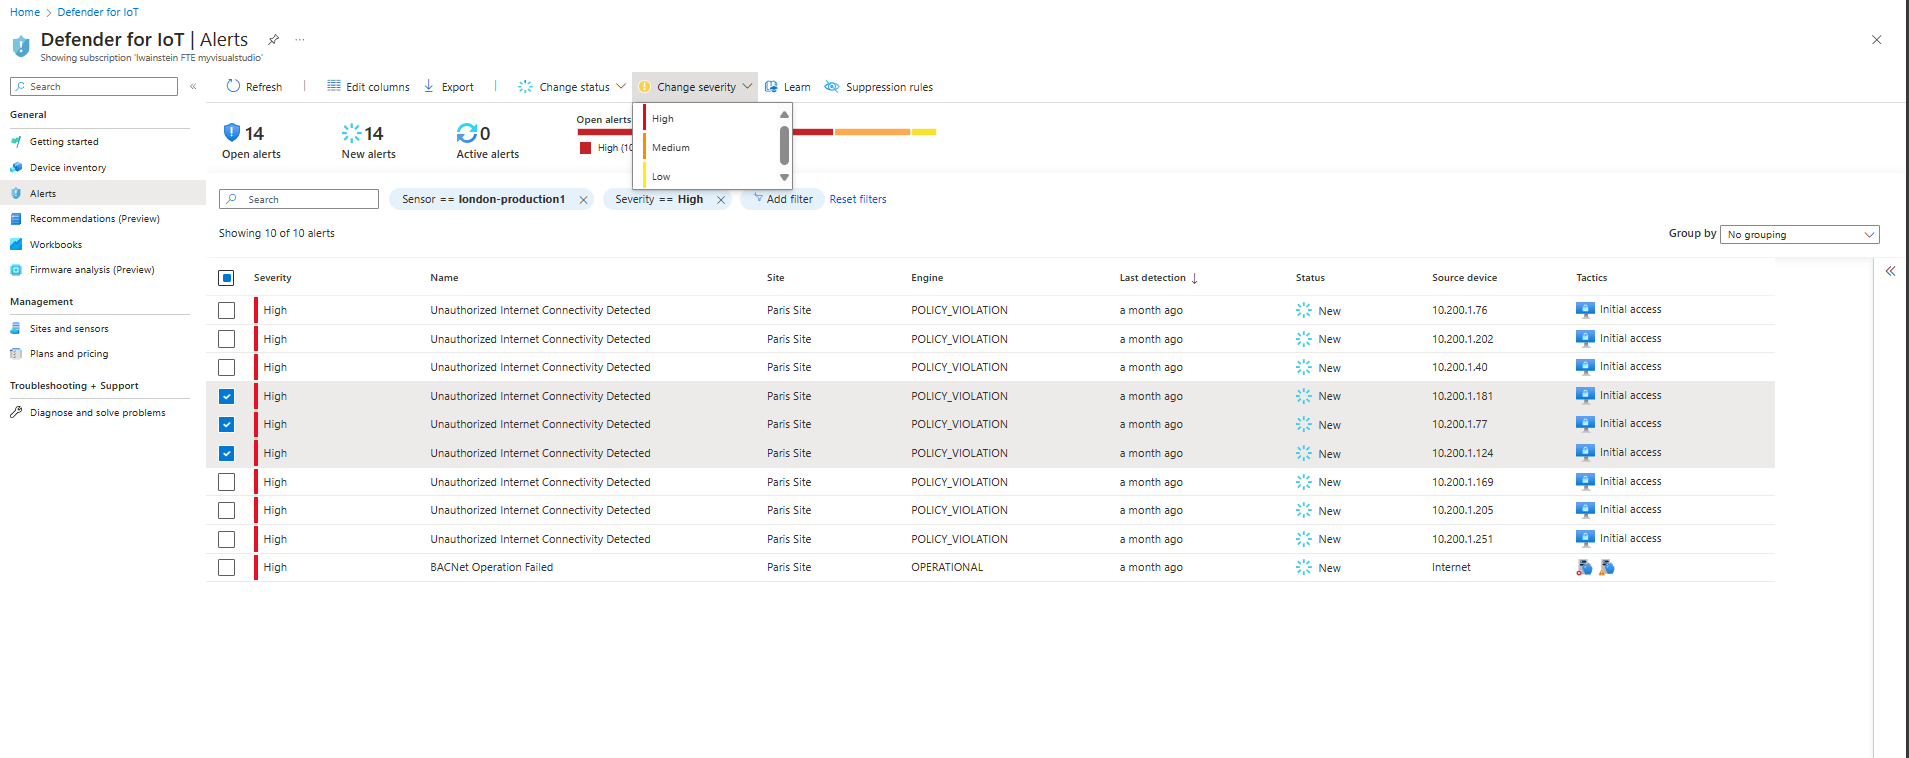 Home > Defender for IoT
Defender for IoT | Alerts ...
Showing subscription 'lwainstein FTE myvisualstudio'
Search «
Refresh | Edit columns Export | Change status Change severity Learn Suppression rules
General
Getting started
Device inventory
Alerts
Recommendations (Preview)
Workbooks
Firmware analysis (Preview)
Management
Sites and sensors
Plans and pricing
Troubleshooting + Support
Diagnose and solve problems
14
Open alerts
14
New alerts
0
Active alerts
Open alerts
High (10
High
Medium
Low
Search Sensor == london-production1 Severity == High Add filter Reset filters
Showing 10 of 10 alerts
Group by No grouping
Severity Name Site Engine Last detection ↓ Status Source device Tactics
High Unauthorized Internet Connectivity Detected Paris Site POLICY_VIOLATION a month ago New 10.200.1.76 Initial access
High Unauthorized Internet Connectivity Detected Paris Site POLICY_VIOLATION a month ago New 10.200.1.202 Initial access
High Unauthorized Internet Connectivity Detected Paris Site POLICY_VIOLATION a month ago New 10.200.1.40 Initial access
High Unauthorized Internet Connectivity Detected Paris Site POLICY_VIOLATION a month ago New 10.200.1.181 Initial access
High Unauthorized Internet Connectivity Detected Paris Site POLICY_VIOLATION a month ago New 10.200.1.77 Initial access
High Unauthorized Internet Connectivity Detected Paris Site POLICY_VIOLATION a month ago New 10.200.1.124 Initial access
High Unauthorized Internet Connectivity Detected Paris Site POLICY_VIOLATION a month ago New 10.200.1.169 Initial access
High Unauthorized Internet Connectivity Detected Paris Site POLICY_VIOLATION a month ago New 10.200.1.205 Initial access
High Unauthorized Internet Connectivity Detected Paris Site POLICY_VIOLATION a month ago New 10.200.1.251 Initial access
High BACNet Operation Failed Paris Site OPERATIONAL a month ago New Internet